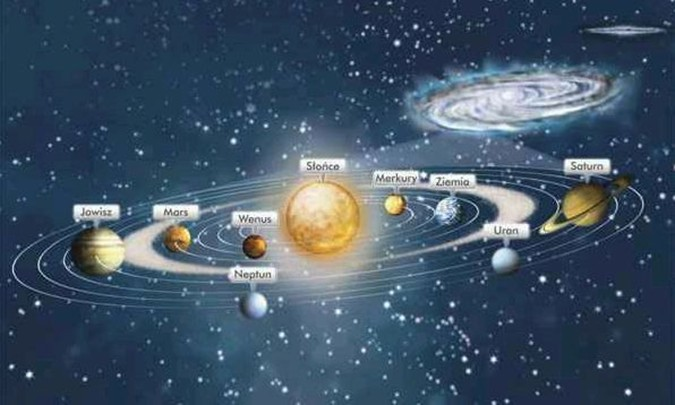 Słońce
Merkury
Ziemia
Saturn
Jowisz
Mars
Wenus
Uran
Neptun